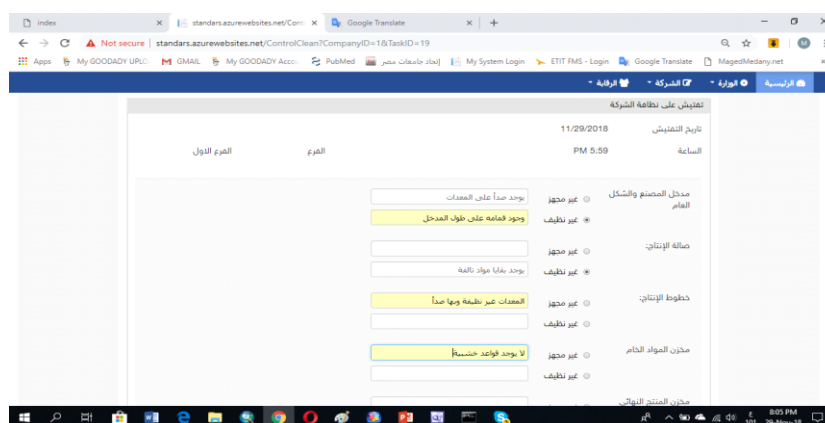 index
standars.azurewebsites.net/Cont
Google Translate
Not secure | standars.azurewebsites.net/ControlClean?CompanyID=1&TaskID=19
Apps
My GOODADY UPLO
GMAIL
My GOODADY Accou
PubMed
إتحاد جامعات مصر
My System Login
ETIT FMS - Login
Google Translate
MagedMedany.net
الرئيسية
الوزارة
الشركة
الرقابة
تفتيش على نظافة الشركة
تاريخ التفتيش 11/29/2018
الساعة 5:59 PM الفرع الفرع الاول
مدخل المصنع والشكل العام
غير مجهز يوجد صدأ على المعدات
غير نظيف وجود قمامه على طول المدخل
صالة الإنتاج:
غير مجهز
غير نظيف يوجد بقايا مواد تالفة
خطوط الإنتاج:
غير مجهز المعدات غير نظيفة وبها صدأ
غير نظيف
مخزن المواد الخام
غير مجهز لا يوجد قواعد خشبية
غير نظيف
مخزن المنتج النهائي
8:05 PM
29-Nov-18